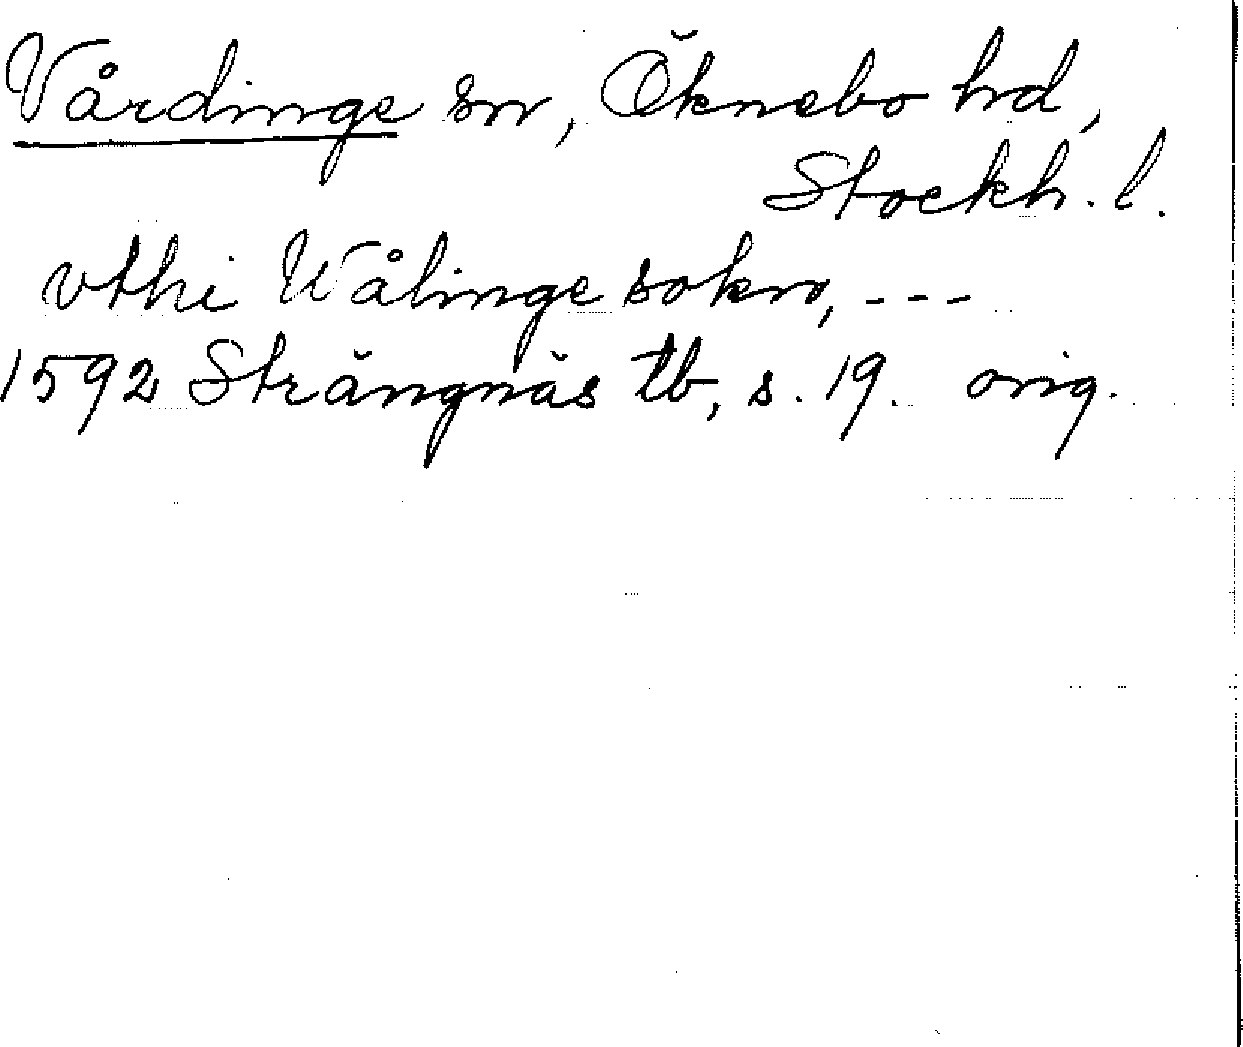 Vårdinge sn, Öknebo hd,
Stockh. l.
vthi Wålinge sokn, ---
1592 Strängnäs tb, s. 19. orig.